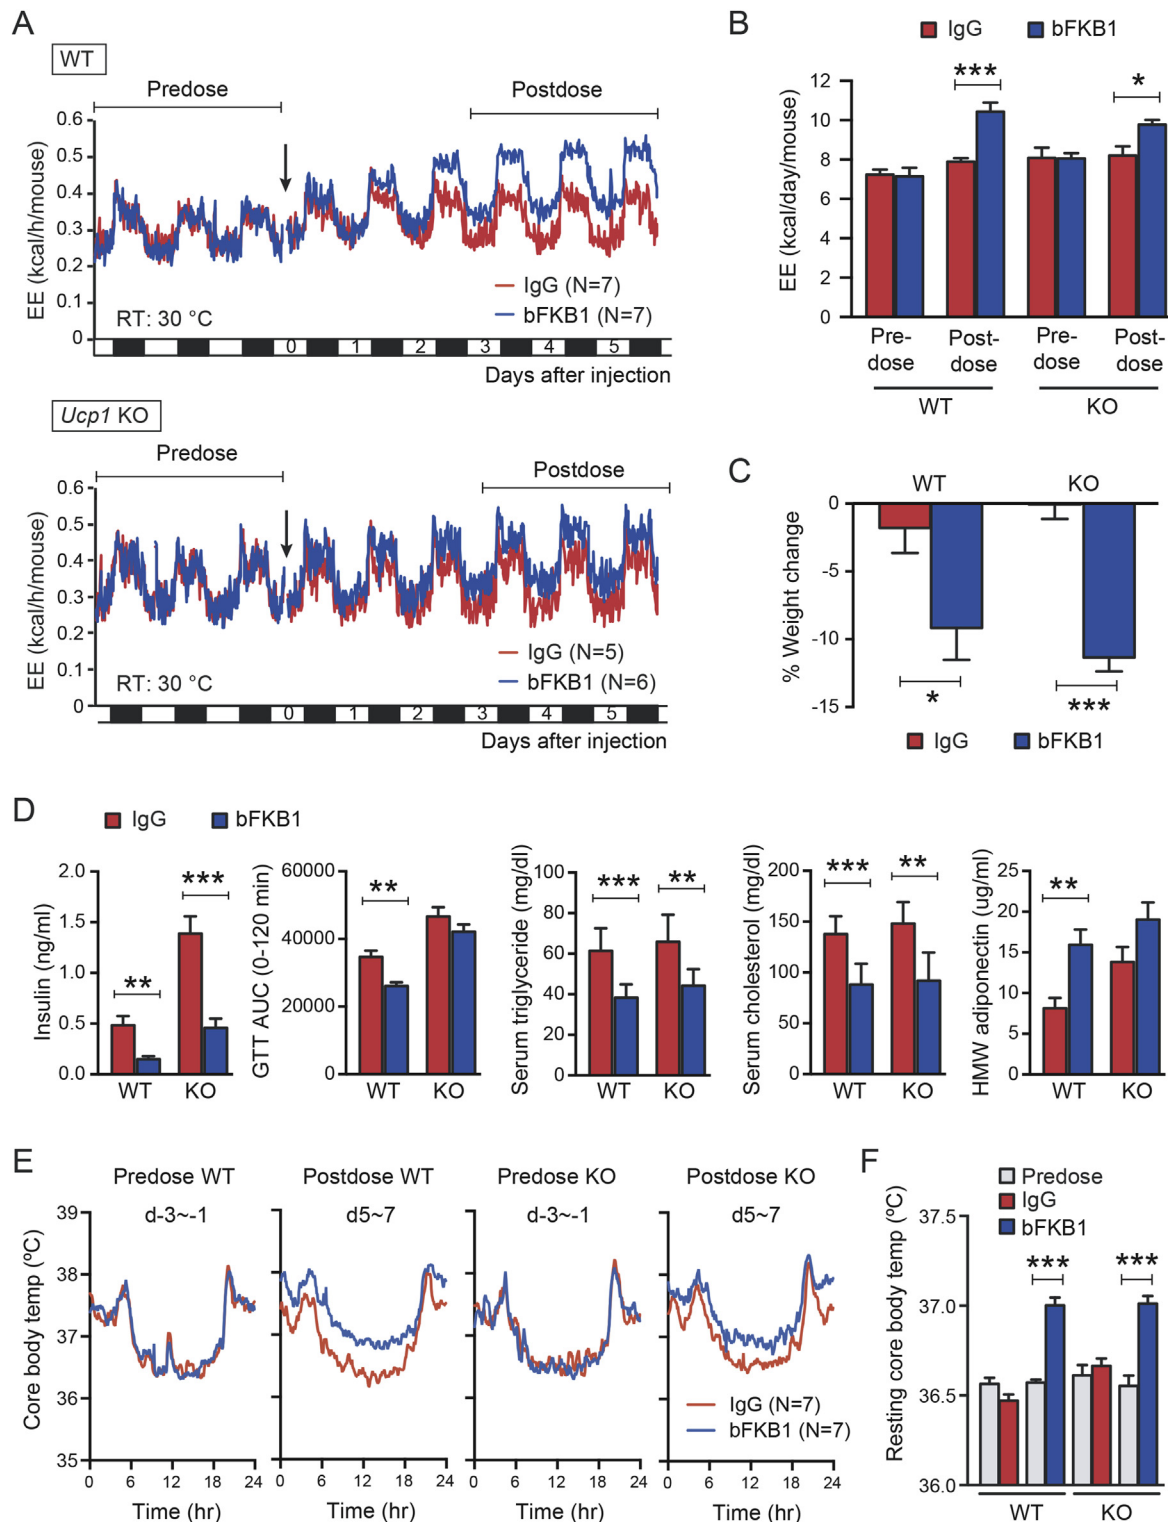 A
WT
Predose
Postdose
0.6
0.5
0.4
0.3
0.2
0.1
0
EE (kcal/h/mouse)
IgG (N=7)
bFKB1 (N=7)
RT: 30 °C
0 1 2 3 4 5
Days after injection
Ucp1 KO
Predose
Postdose
0.6
0.5
0.4
0.3
0.2
0.1
0
EE (kcal/h/mouse)
IgG (N=5)
bFKB1 (N=6)
RT: 30 °C
0 1 2 3 4 5
Days after injection
B
IgG bFKB1
*** *
12
10
8
6
4
2
0
EE (kcal/day/mouse)
Pre- Post- Pre- Post-
dose dose dose dose
WT KO
C
WT KO
0
-5
-10
-15
% Weight change
* ***
IgG bFKB1
D
IgG bFKB1
2.0
1.5
1.0
0.5
0.0
Insulin (ng/ml)
** ***
WT KO
60000
40000
20000
0
GTT AUC (0-120 min)
**
WT KO
100
80
60
40
20
0
Serum triglyceride (mg/dl)
*** **
WT KO
200
150
100
50
0
Serum cholesterol (mg/dl)
*** **
WT KO
25
20
15
10
5
0
HMW adiponectin (ug/ml)
**
WT KO
E
Predose WT Postdose WT Predose KO Postdose KO
d-3~-1 d5~7 d-3~-1 d5~7
39
38
37
36
35
Core body temp (ºC)
IgG (N=7)
bFKB1 (N=7)
0 6 12 18 24 0 6 12 18 24 0 6 12 18 24 0 6 12 18 24
Time (hr) Time (hr) Time (hr) Time (hr)
F
Predose
IgG
bFKB1
37.5
37.0
36.5
36.0
Resting core body temp (ºC)
*** ***
WT KO